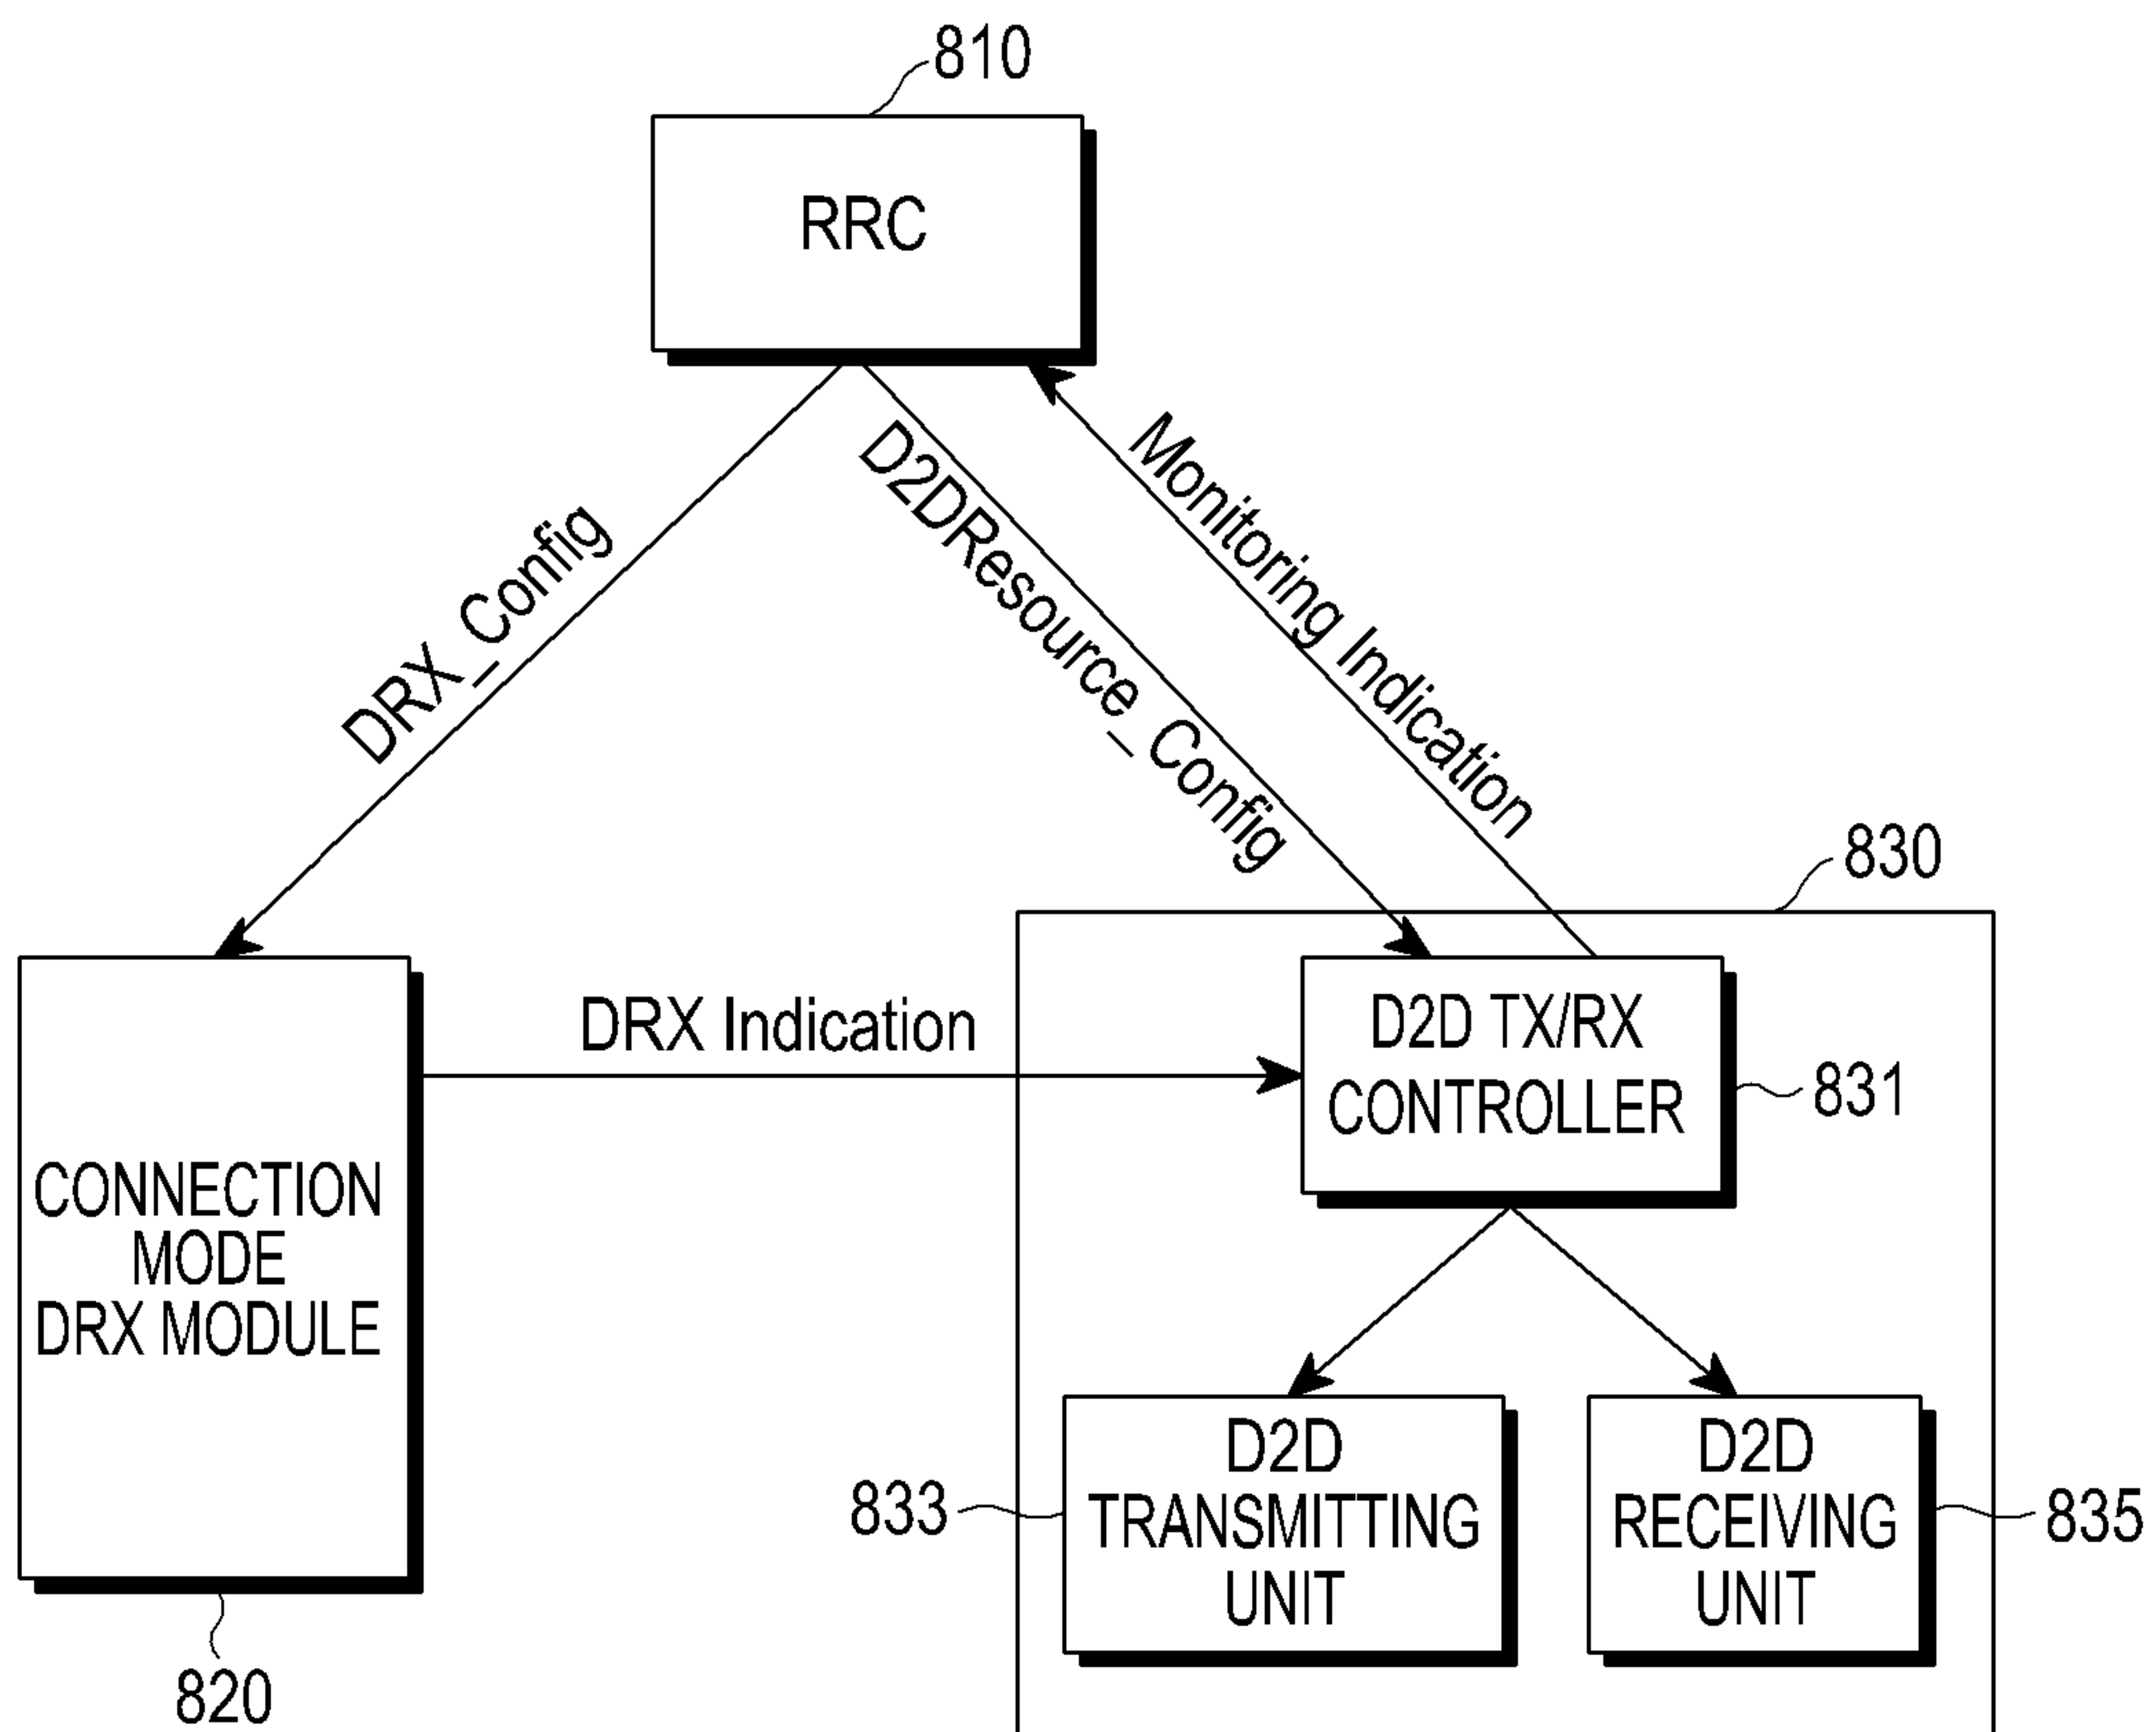 810
RRC
DRX_Config
D2DResource_Config
Monitoring Indication
830
DRX Indication
D2D TX/RX
CONTROLLER
831
CONNECTION
MODE
DRX MODULE
820
833
D2D
TRANSMITTING
UNIT
D2D
RECEIVING
UNIT
835